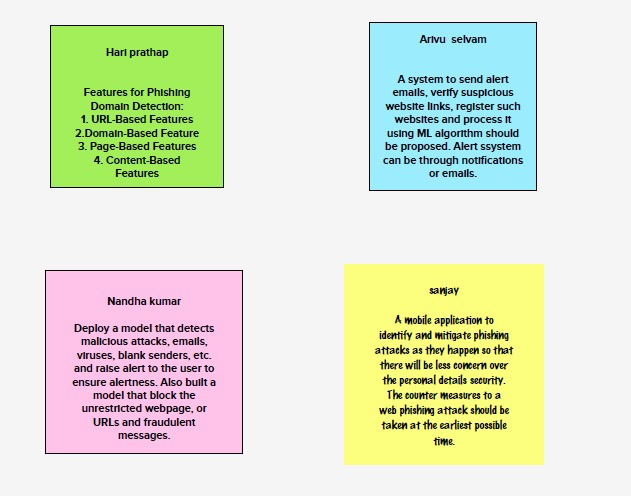 Hari prathap
Features for Phishing
Domain Detection:
1. URL-Based Features
2.Domain-Based Feature
3. Page-Based Features
4. Content-Based
Features
Arivu selvam
A system to send alert
emails, verify suspicious
website links, register such
websites and process it
using ML algorithm should
be proposed. Alert ssystem
can be through notifications
or emails.
Nandha kumar
Deploy a model that detects
malicious attacks, emails,
viruses, blank senders, etc.
and raise alert to the user to
ensure alertness. Also built a
model that block the
unrestricted webpage, or
URLs and fraudulent
messages.
sanjay
A mobile application to
identify and mitigate phishing
attacks as they happen so that
there will be less concern over
the personal details security.
The counter measures to a
web phishing attack should be
taken at the earliest possible
time.